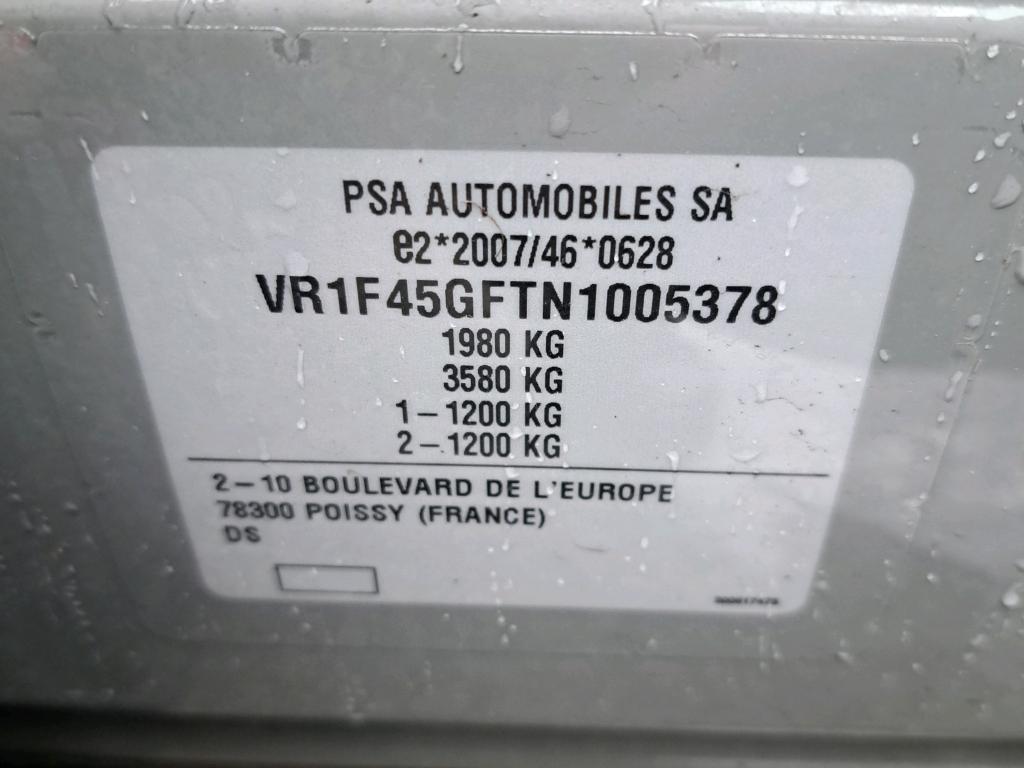 PSA AUTOMOBILES SA
e2*2007/46*0628
VR1F45GFTN1005378
1980 KG
3580 KG
1-1200 KG
2-1200 KG
2-10 BOULEVARD DE L'EUROPE
78300 POISSY (FRANCE)
DS